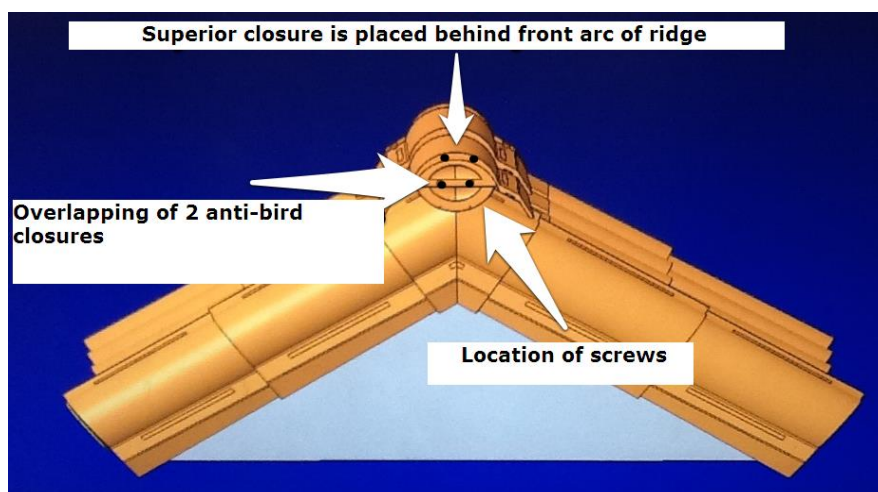 Superior closure is placed behind front arc of ridge
Overlapping of 2 anti-bird
closures
Location of screws